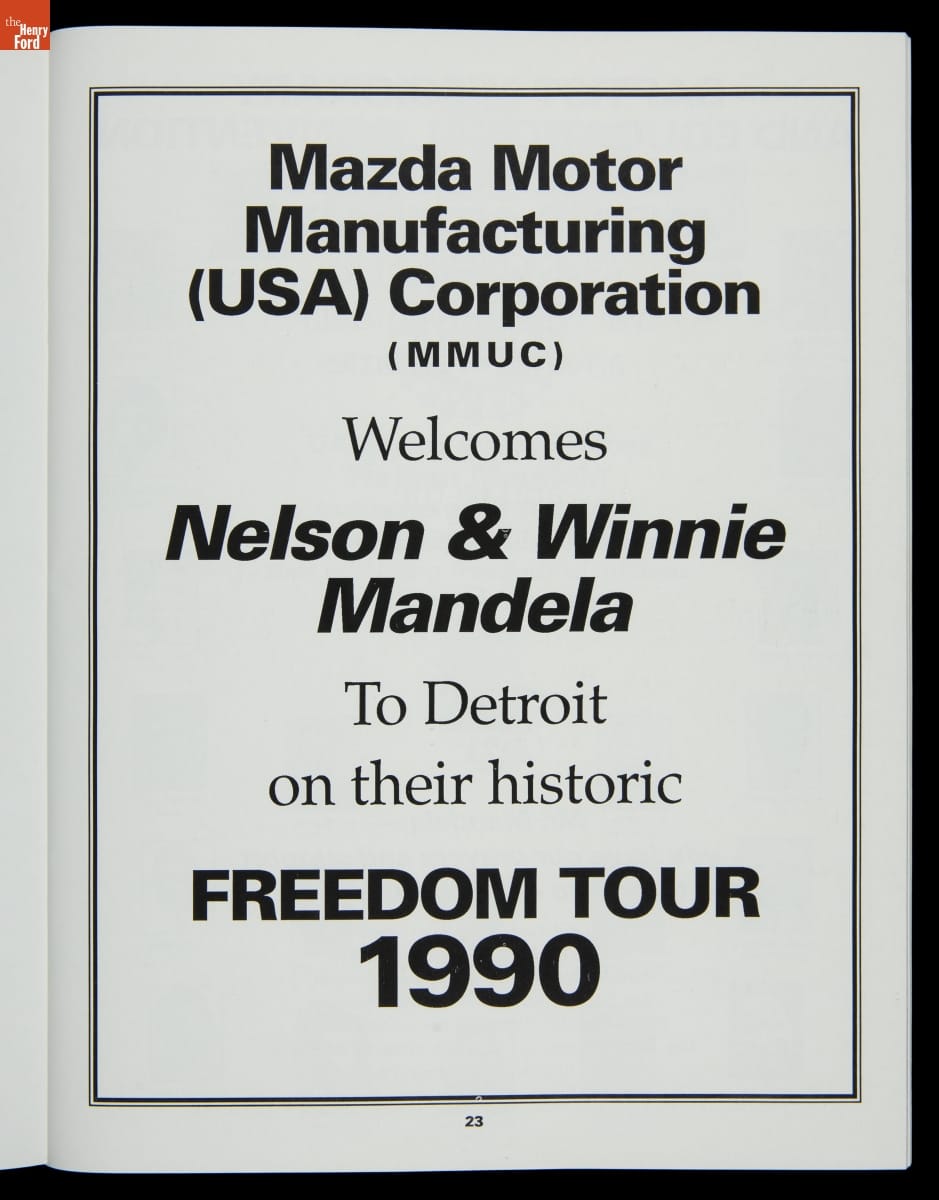 the
Henry
Ford
Mazda Motor
Manufacturing
(USA) Corporation
(MMUC)
Welcomes
Nelson & Winnie
Mandela
To Detroit
on their historic
FREEDOM TOUR
1990
23